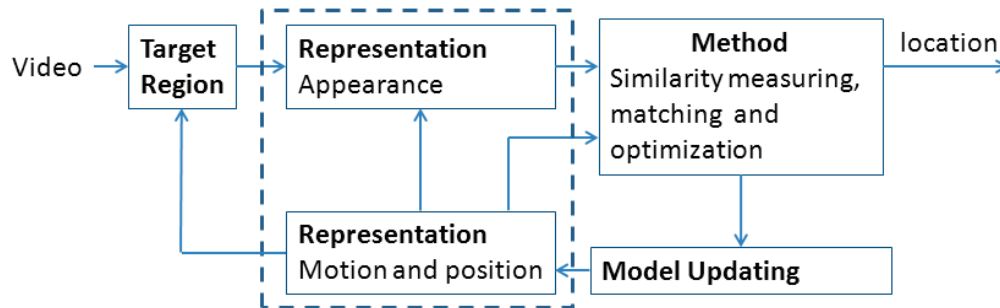 Video
Target
Region
Representation
Appearance
Method
Similarity measuring,
matching and
optimization
location
Representation
Motion and position
Model Updating